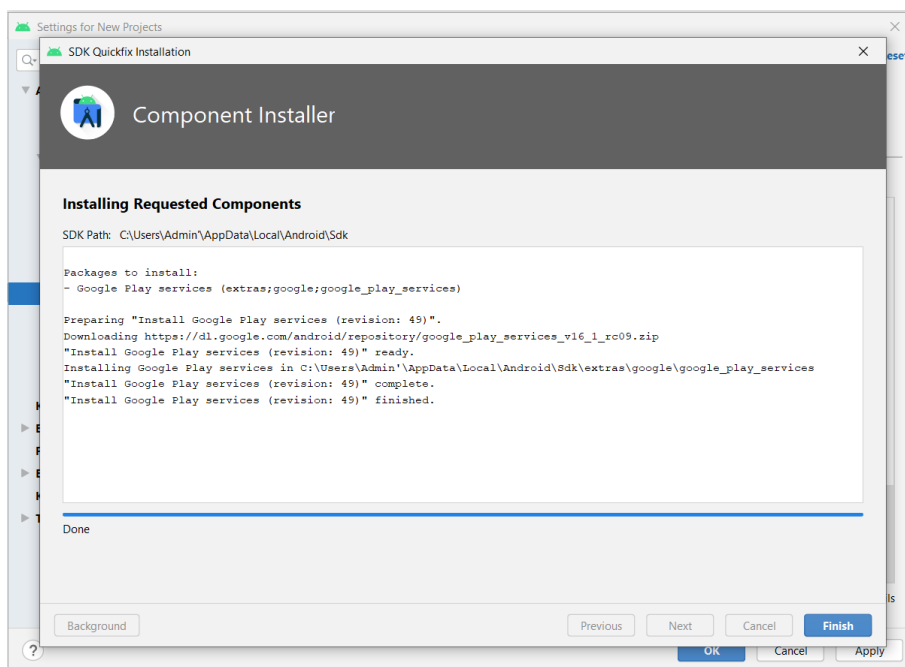 Settings for New Projects
SDK Quickfix Installation
Component Installer
Installing Requested Components
SDK Path: C:\Users\Admin'\AppData\Local\Android\Sdk
Packages to install:
- Google Play services (extras;google;google_play_services)
Preparing "Install Google Play services (revision: 49)".
Downloading https://dl.google.com/android/repository/google_play_services_v16_1_rc09.zip
"Install Google Play services (revision: 49)" ready.
Installing Google Play services in C:\Users\Admin'\AppData\Local\Android\Sdk\extras\google\google_play_services
"Install Google Play services (revision: 49)" complete.
"Install Google Play services (revision: 49)" finished.
Done
Background Previous Next Cancel Finish
? OK Cancel Apply